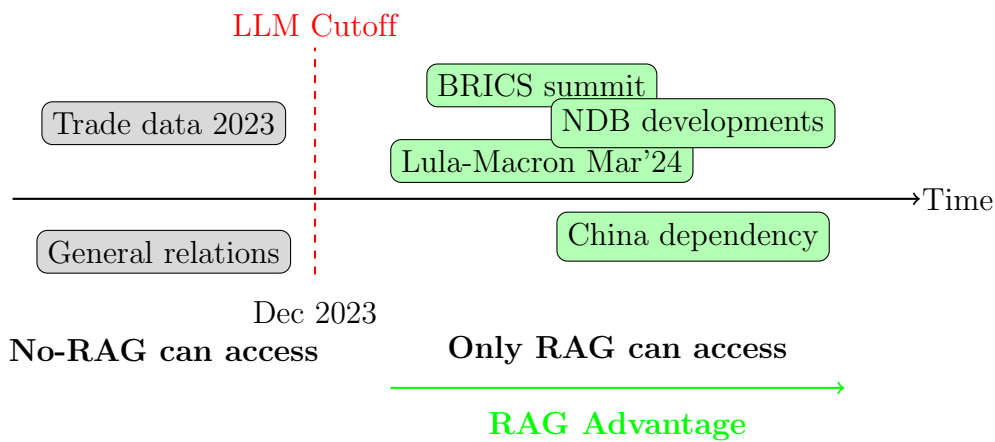 LLM Cutoff
BRICS summit
Trade data 2023
NDB developments
Lula-Macron Mar'24
Time
General relations
China dependency
Dec 2023
No-RAG can access
Only RAG can access
RAG Advantage